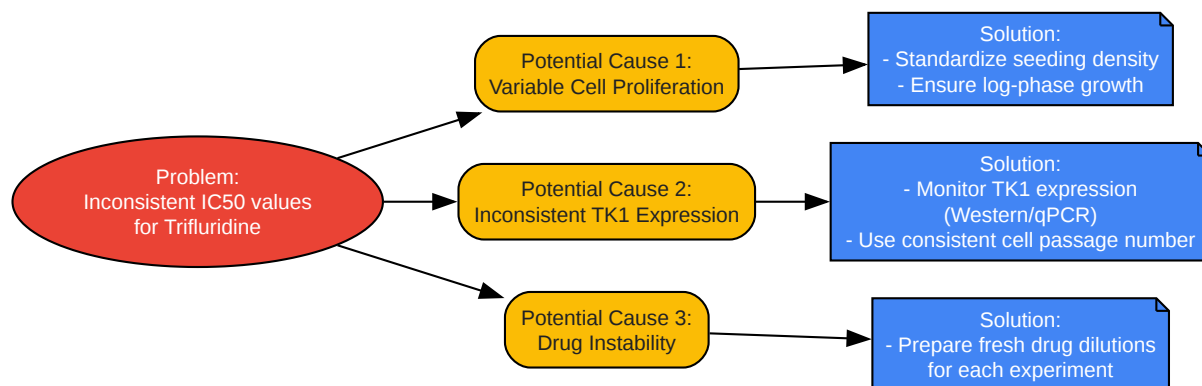 Problem:
Inconsistent IC50 values
for Trifluridine
Potential Cause 1:
Variable Cell Proliferation
Solution:
- Standardize seeding density
- Ensure log-phase growth
Potential Cause 2:
Inconsistent TK1 Expression
Solution:
- Monitor TK1 expression
(Western/qPCR)
- Use consistent cell passage number
Potential Cause 3:
Drug Instability
Solution:
- Prepare fresh drug dilutions
for each experiment